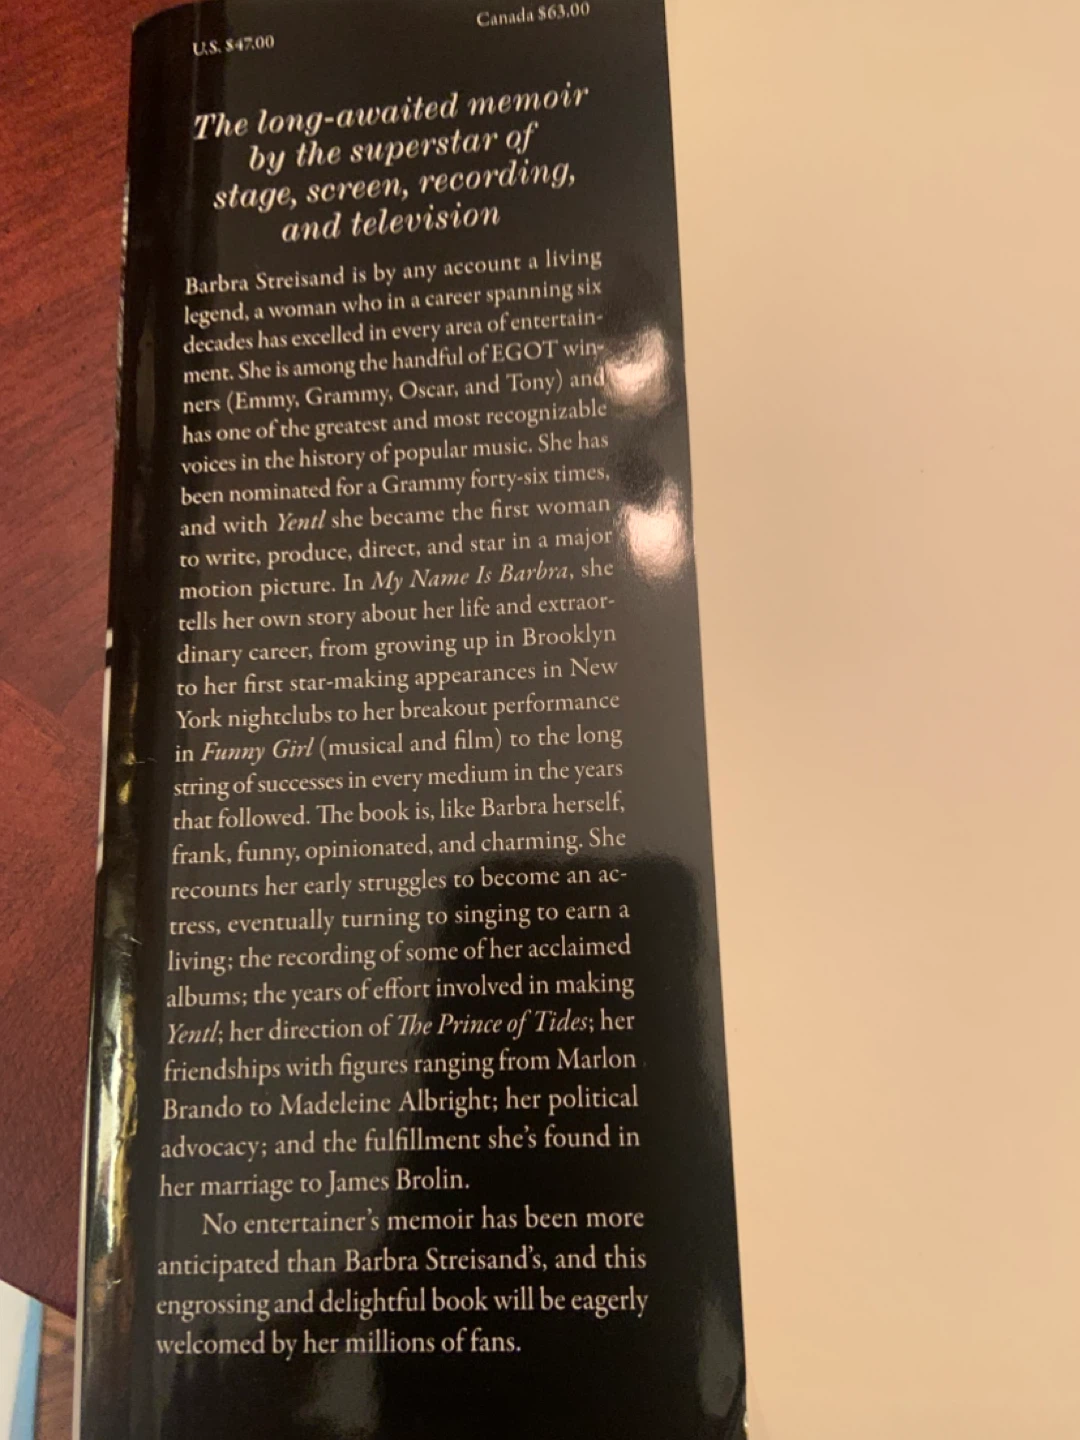 U.S. $47.00
Canada $63.00
The long-awaited memoir
by the superstar of
stage, screen, recording,
and television
Barbra Streisand is by any account a living
legend, a woman who in a career spanning six
decades has excelled in every area of entertain-
ment. She is among the handful of EGOT win-
ners (Emmy, Grammy, Oscar, and Tony) and
has one of the greatest and most recognizable
voices in the history of popular music. She has
been nominated for a Grammy forty-six times,
and with Yentl she became the first woman
to write, produce, direct, and star in a major
motion picture. In My Name Is Barbra, she
tells her own story about her life and extraor-
dinary career, from growing up in Brooklyn
to her first star-making appearances in New
York nightclubs to her breakout performance
in Funny Girl (musical and film) to the long
string of successes in every medium in the years
that followed. The book is, like Barbra herself,
frank, funny, opinionated, and charming. She
recounts her early struggles to become an ac-
tress, eventually turning to singing to earn a
living; the recording of some of her acclaimed
albums; the years of effort involved in making
Yentl; her direction of The Prince of Tides; her
friendships with figures ranging from Marlon
Brando to Madeleine Albright; her political
advocacy; and the fulfillment she's found in
her marriage to James Brolin.
No entertainer's memoir has been more
anticipated than Barbra Streisand's, and this
engrossing and delightful book will be eagerly
welcomed by her millions of fans.